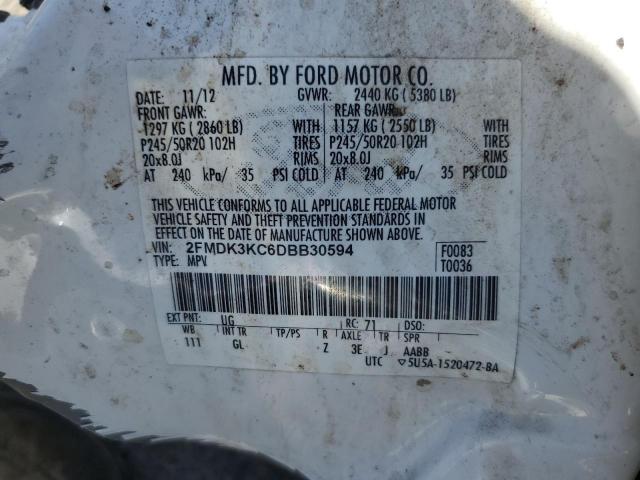 MFD. BY FORD MOTOR CO.
DATE: 11/12 GVWR: 2440 KG ( 5380 LB)
FRONT GAWR: REAR GAWR:
1297 KG ( 2860 LB) WITH 1157 KG ( 2550 LB) WITH
P245/50R20 102H TIRES P245/50R20 102H TIRES
20x8.0J RIMS 20x8.0J RIMS
AT 240 kPa/ 35 PSI COLD AT 240 kPa/ 35 PSI COLD
THIS VEHICLE CONFORMS TO ALL APPLICABLE FEDERAL MOTOR
VEHICLE SAFETY AND THEFT PREVENTION STANDARDS IN
EFFECT ON THE DATE OF MANUFACTURE SHOWN ABOVE.
VIN: 2FMDK3KC6DBB30594 F0083
TYPE: MPV T0036
EXT PNT: UG RC: 71 DSO:
WB INT TR TP/PS R AXLE TR SPR
111 GL Z 3E J AABB
UTC ▽5U5A-1520472-BA